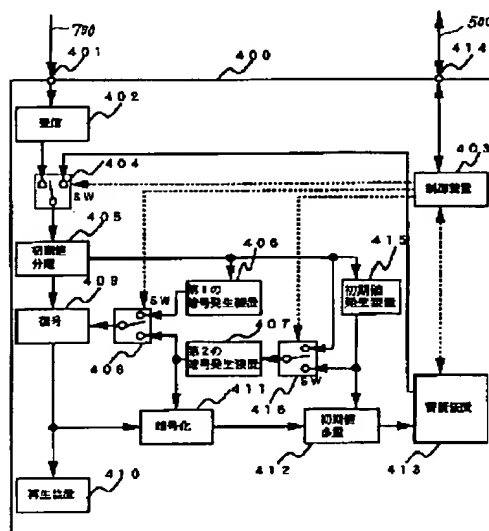 700
500
401
400
414
402
受信
403
404
制御装置
SW
405
初期値
分離
406
415
409
第1の
暗号発生装置
初期値
発生装置
SW
407
復号
第2の
暗号発生装置
408
411
416
SW
暗号化
初期値
多重
蓄積装置
再生装置
410
412
413